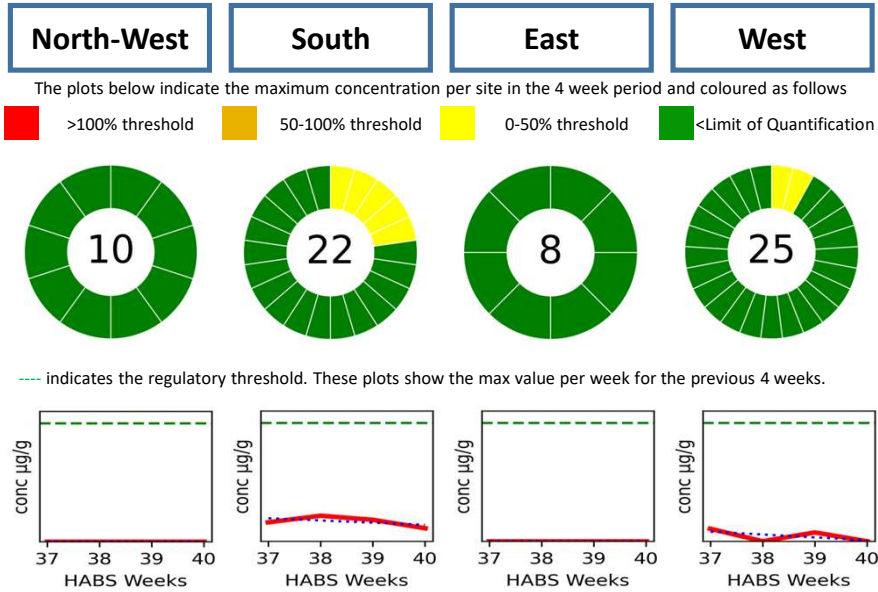 North-West South East West
The plots below indicate the maximum concentration per site in the 4 week period and coloured as follows
>100% threshold 50-100% threshold 0-50% threshold <Limit of Quantification
10 22 8 25
---- indicates the regulatory threshold. These plots show the max value per week for the previous 4 weeks.
conc µg/g conc µg/g conc µg/g conc µg/g
37 38 39 40 37 38 39 40 37 38 39 40 37 38 39 40
HABS Weeks HABS Weeks HABS Weeks HABS Weeks